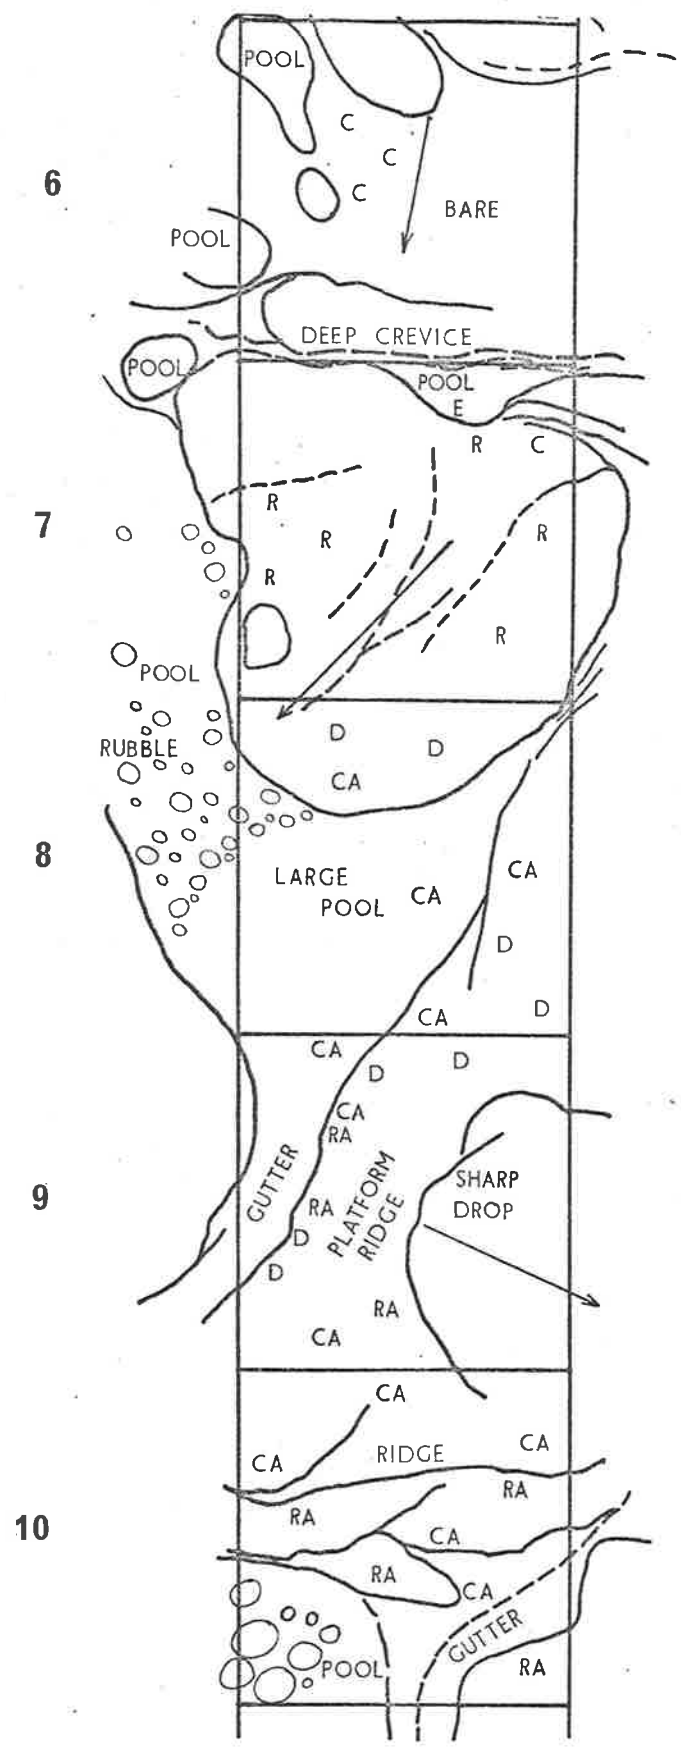 POOL
C
C
6
C
BARE
POOL
DEEP CREVICE
POOL
POOL
E
R
C
R
7
R
R
R
R
POOL
D
RUBBLE
D
CA
8
LARGE
CA
CA
POOL
D
D
CA
CA
D
D
CA
RA
GUTTER
PLATFORM
RIDGE
SHARP
DROP
9
RA
D
D
RA
CA
CA
CA
RIDGE
CA
RA
RA
10
CA
RA
CA
GUTTER
POOL
RA